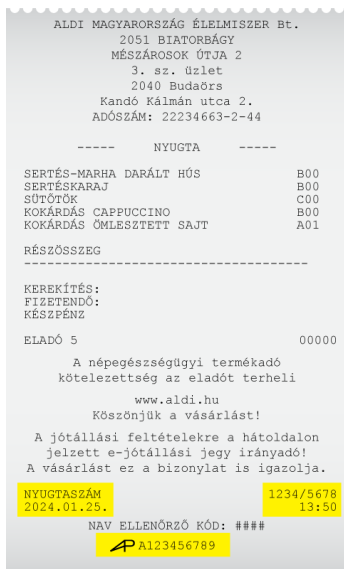 ALDI MAGYARORSZÁG ÉLELMISZER Bt.
2051 BIATORBÁGY
MÉSZÁROSOK ÚTJA 2
3. sz. üzlet
2040 Budaörs
Kandó Kálmán utca 2.
ADÓSZÁM: 22234663-2-44
----- NYUGTA -----
SERTÉS-MARHA DARÁLT HÚS B00
SERTÉSKARAJ B00
SÜTŐTÖK C00
KOKÁRDÁS CAPPUCCINO B00
KOKÁRDÁS ÖMLESZTETT SAJT A01
RÉSZÖSSZEG
------------------------------------
KEREKÍTÉS:
FIZETENDŐ:
KÉSZPÉNZ
ELADÓ 5 00000
A népegészségügyi termékadó
kötelezettség az eladót terheli
www.aldi.hu
Köszönjük a vásárlást!
A jótállási feltételekre a hátoldalon
jelzett e-jótállási jegy irányadó!
A vásárlást ez a bizonylat is igazolja.
NYUGTASZÁM 1234/5678
2024.01.25. 13:50
NAV ELLENŐRZŐ KÓD: ####
AP A123456789